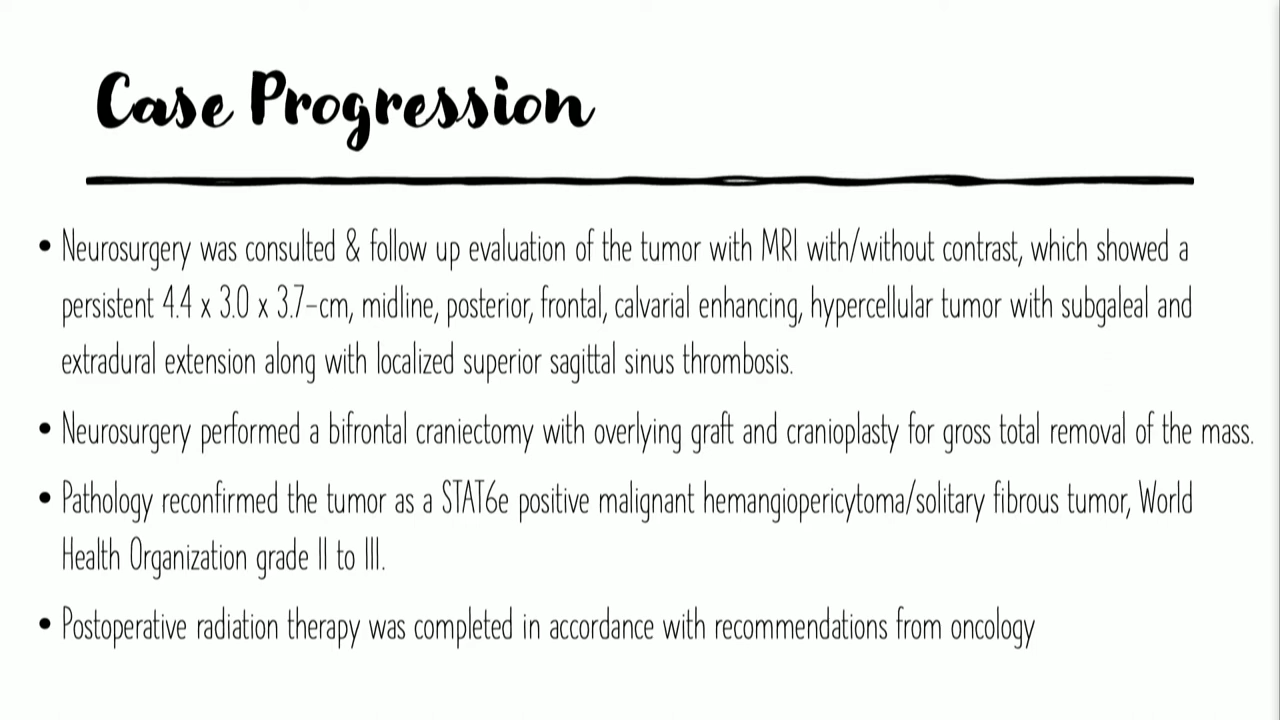 Case Progression
• Neurosurgery was consulted & follow up evaluation of the tumor with MRI with/without contrast, which showed a
persistent 4.4 x 3.0 x 3.7-cm, midline, posterior, frontal, calvarial enhancing, hypercellular tumor with subgaleal and
extradural extension along with localized superior sagittal sinus thrombosis.
• Neurosurgery performed a bifrontal craniectomy with overlying graft and cranioplasty for gross total removal of the mass.
• Pathology reconfirmed the tumor as a STAT6e positive malignant hemangiopericytoma/solitary fibrous tumor, World
Health Organization grade II to III.
• Postoperative radiation therapy was completed in accordance with recommendations from oncology